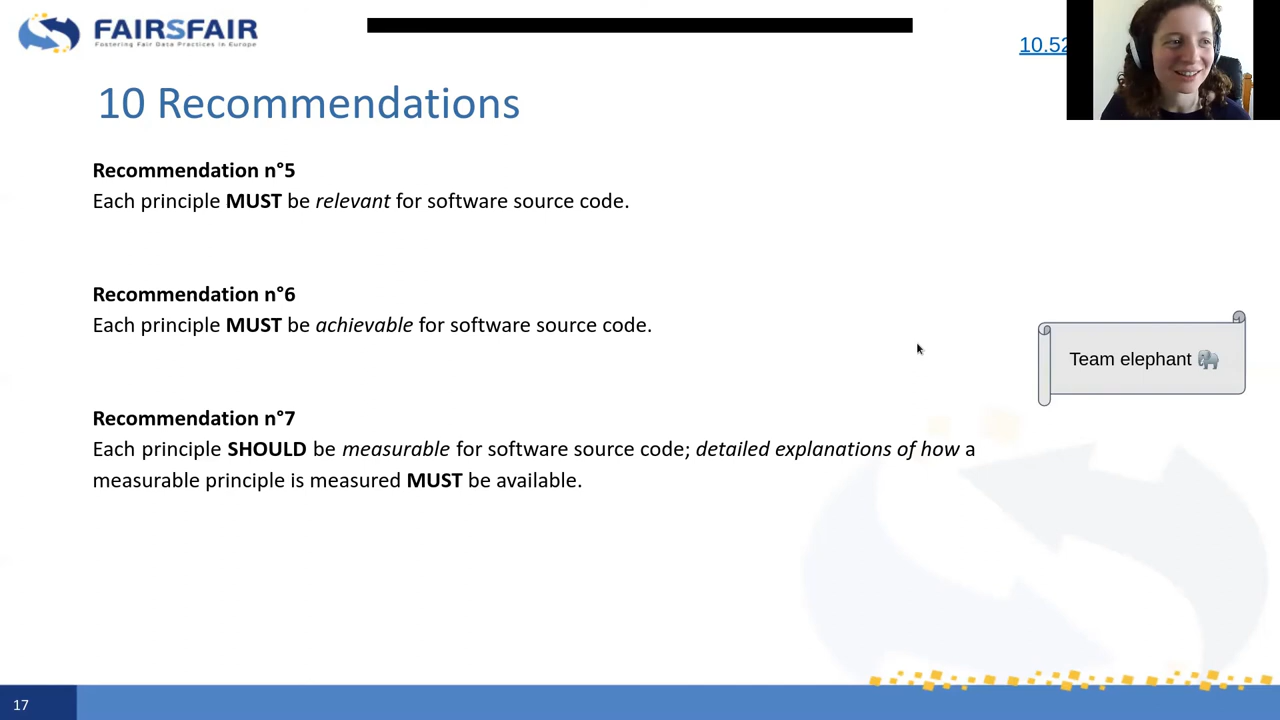 FAIRSFAIR
Fostering Fair Data Practices in Europe
10.52
10 Recommendations
Recommendation n°5
Each principle MUST be relevant for software source code.
Recommendation n°6
Each principle MUST be achievable for software source code.
Team elephant 🐘
Recommendation n°7
Each principle SHOULD be measurable for software source code; detailed explanations of how a
measurable principle is measured MUST be available.
17